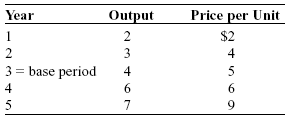 Year Output Price per Unit
1 2 $2
2 3 4
3 = base period 4 5
4 6 6
5 7 9